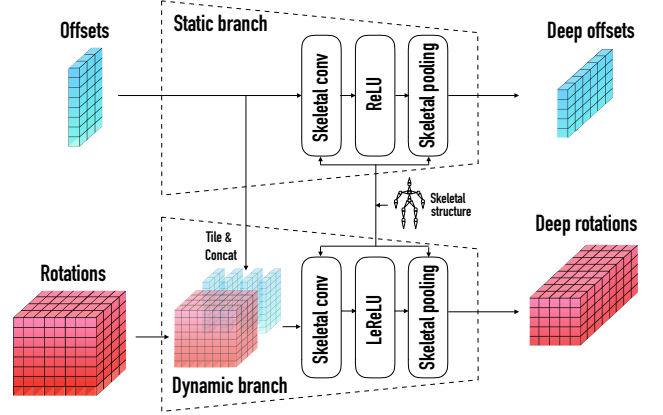 Offsets
Static branch
Deep offsets
Skeletal conv
ReLU
Skeletal pooling
Skeletal
structure
Deep rotations
Tile &
Concat
Rotations
Skeletal conv
LeReLU
Skeletal pooling
Dynamic branch